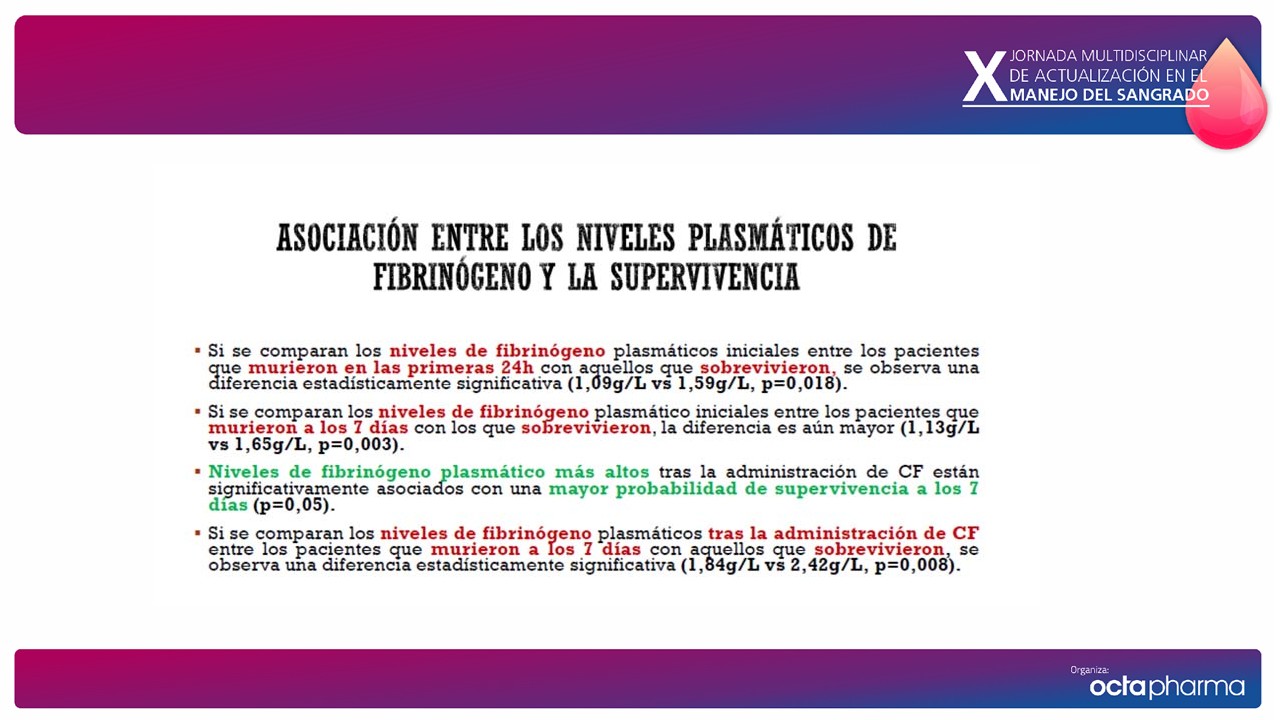 X JORNADA MULTIDISCIPLINAR
DE ACTUALIZACIÓN EN EL
MANEJO DEL SANGRADO
ASOCIACIÓN ENTRE LOS NIVELES PLASMÁTICOS DE
FIBRINÓGENO Y LA SUPERVIVENCIA
▪ Si se comparan los niveles de fibrinógeno plasmáticos iniciales entre los pacientes
que murieron en las primeras 24h con aquellos que sobrevivieron, se observa una
diferencia estadísticamente significativa (1,09g/L vs 1,59g/L, p=0,018).
▪ Si se comparan los niveles de fibrinógeno plasmático iniciales entre los pacientes que
murieron a los 7 días con los que sobrevivieron, la diferencia es aún mayor (1,13g/L
vs 1,65g/L, p=0,003).
▪ Niveles de fibrinógeno plasmático más altos tras la administración de CF están
significativamente asociados con una mayor probabilidad de supervivencia a los 7
días (p=0,05).
▪ Si se comparan los niveles de fibrinógeno plasmáticos tras la administración de CF
entre los pacientes que murieron a los 7 días con aquellos que sobrevivieron, se
observa una diferencia estadísticamente significativa (1,84g/L vs 2,42g/L, p=0,008).
Organiza:
octapharma